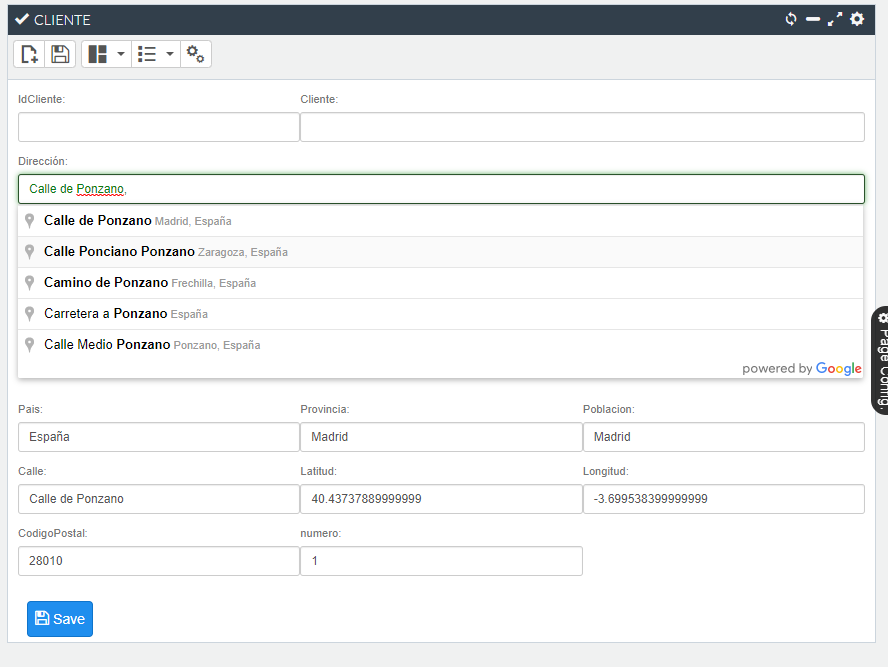 CLIENTE
IdCliente: Cliente:
Dirección:
Calle de Ponzano,
Calle de Ponzano Madrid, España
Calle Ponciano Ponzano Zaragoza, España
Camino de Ponzano Frechilla, España
Carretera a Ponzano España
Calle Medio Ponzano Ponzano, España
powered by Google
Page Config.
Pais: Provincia: Poblacion:
España Madrid Madrid
Calle: Latitud: Longitud:
Calle de Ponzano 40.43737889999999 -3.699538399999999
CodigoPostal: numero:
28010 1
Save